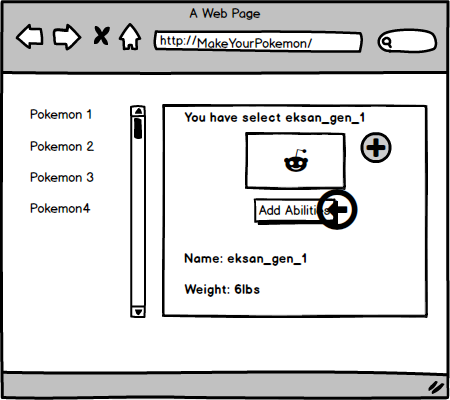 A Web Page
http://MakeYourPokemon/
Pokemon 1
Pokemon 2
Pokemon 3
Pokemon4
You have select eksan_gen_1
Add Abilities
Name: eksan_gen_1
Weight: 6lbs